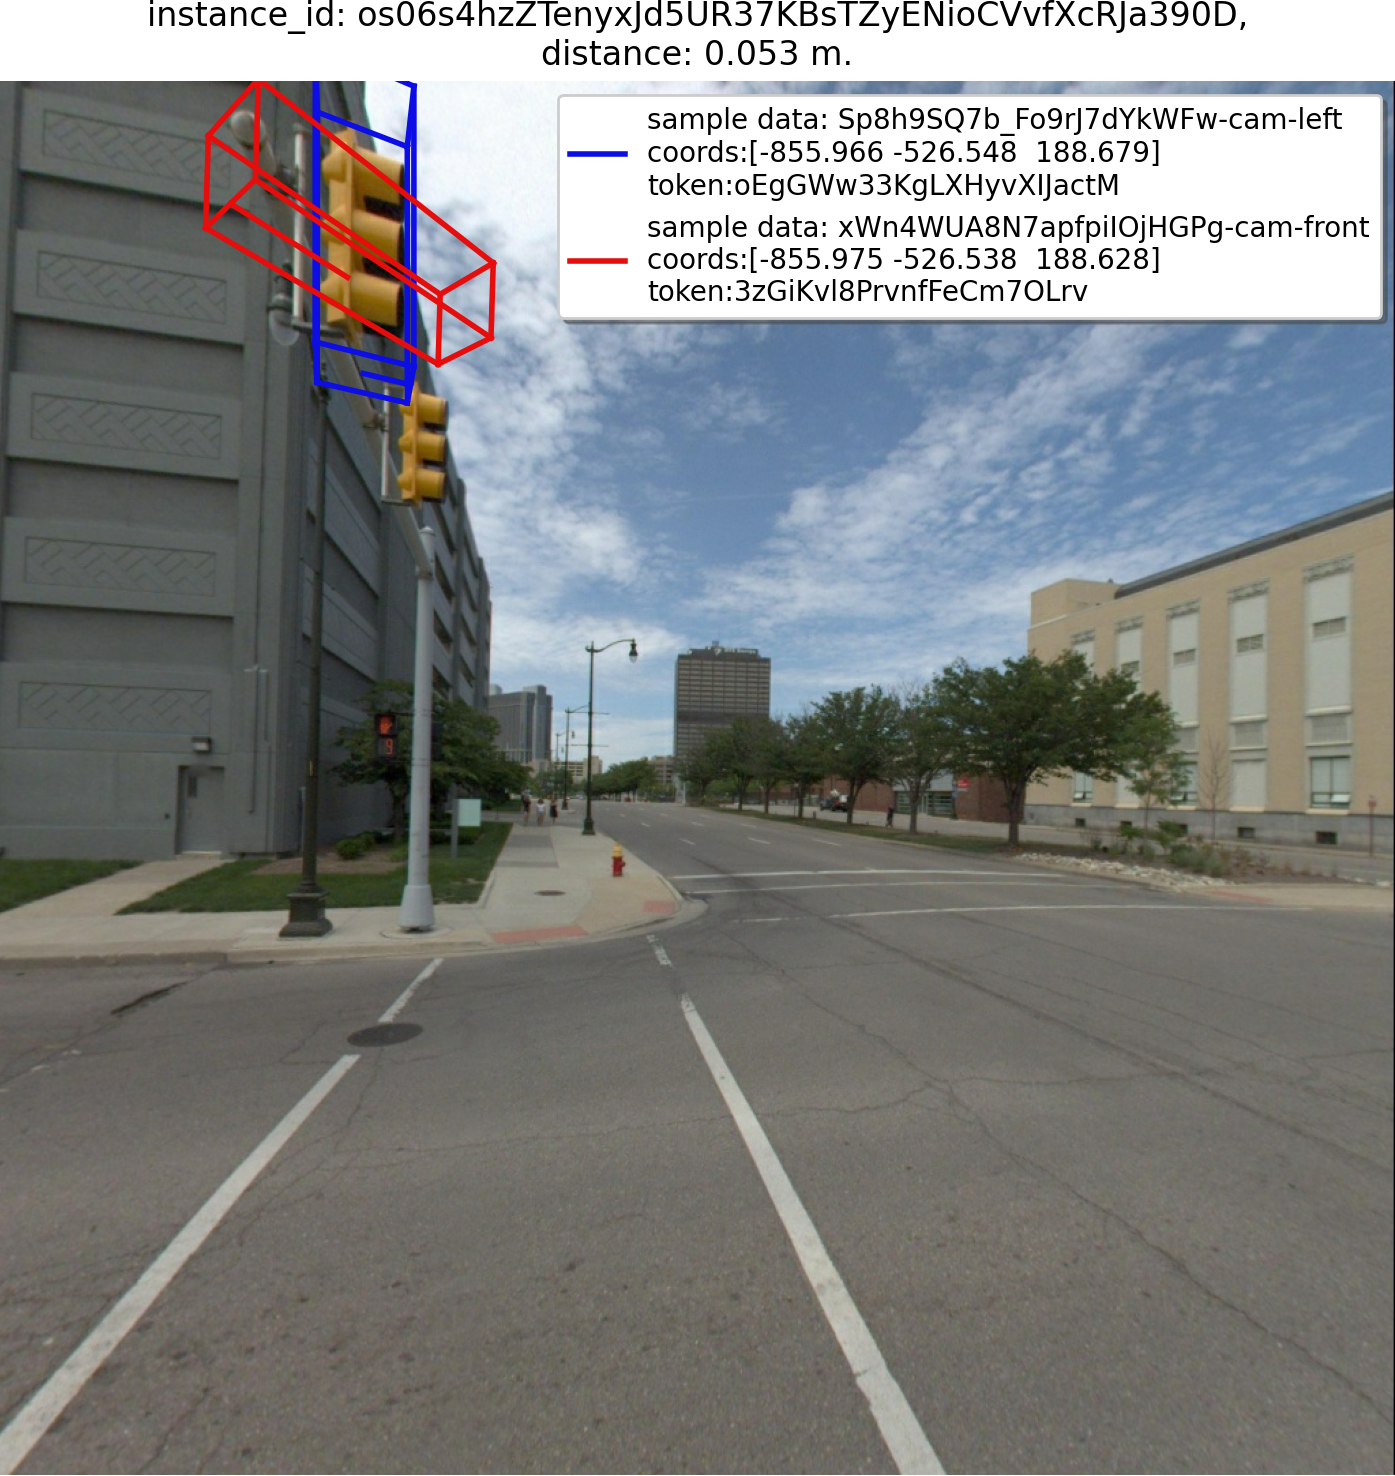 instance_id: os06s4hzZTenyxJd5UR37KBsTZyENioCVvfXcRJa390D,
distance: 0.053 m.
sample data: Sp8h9SQ7b_Fo9rJ7dYkWFw-cam-left
coords:[-855.966 -526.548  188.679]
token:oEgGWw33KgLXHyvXIJactM
sample data: xWn4WUA8N7apfpiIOjHGPg-cam-front
coords:[-855.975 -526.538  188.628]
token:3zGiKvl8PrvnfFeCm7OLrv
9